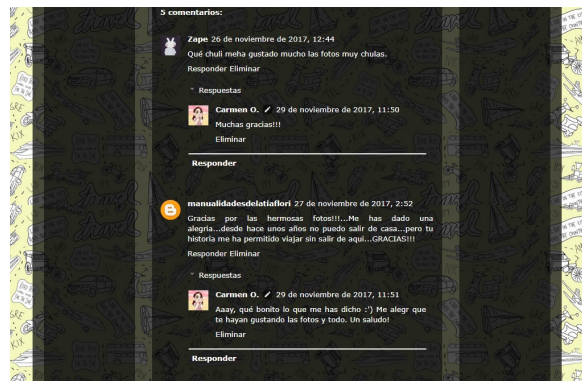 5 comentarios:
Zape 26 de noviembre de 2017, 12:44
Qué chuli meha gustado mucho las fotos muy chulas.
Responder Eliminar
Respuestas
Carmen O. 29 de noviembre de 2017, 11:50
Muchas gracias!!!
Eliminar
Responder
manualidadesdelatiaflori 27 de noviembre de 2017, 2:52
Gracias por las hermosas fotos!!!...Me has dado una
alegria...desde hace unos años no puedo salir de casa...pero tu
historia me ha permitido viajar sin salir de aqui...GRACIAS!!!
Responder Eliminar
Respuestas
Carmen O. 29 de noviembre de 2017, 11:51
Aaay, qué bonito lo que me has dicho :') Me alegr que
te hayan gustando las fotos y todo. Un saludo!
Eliminar
Responder